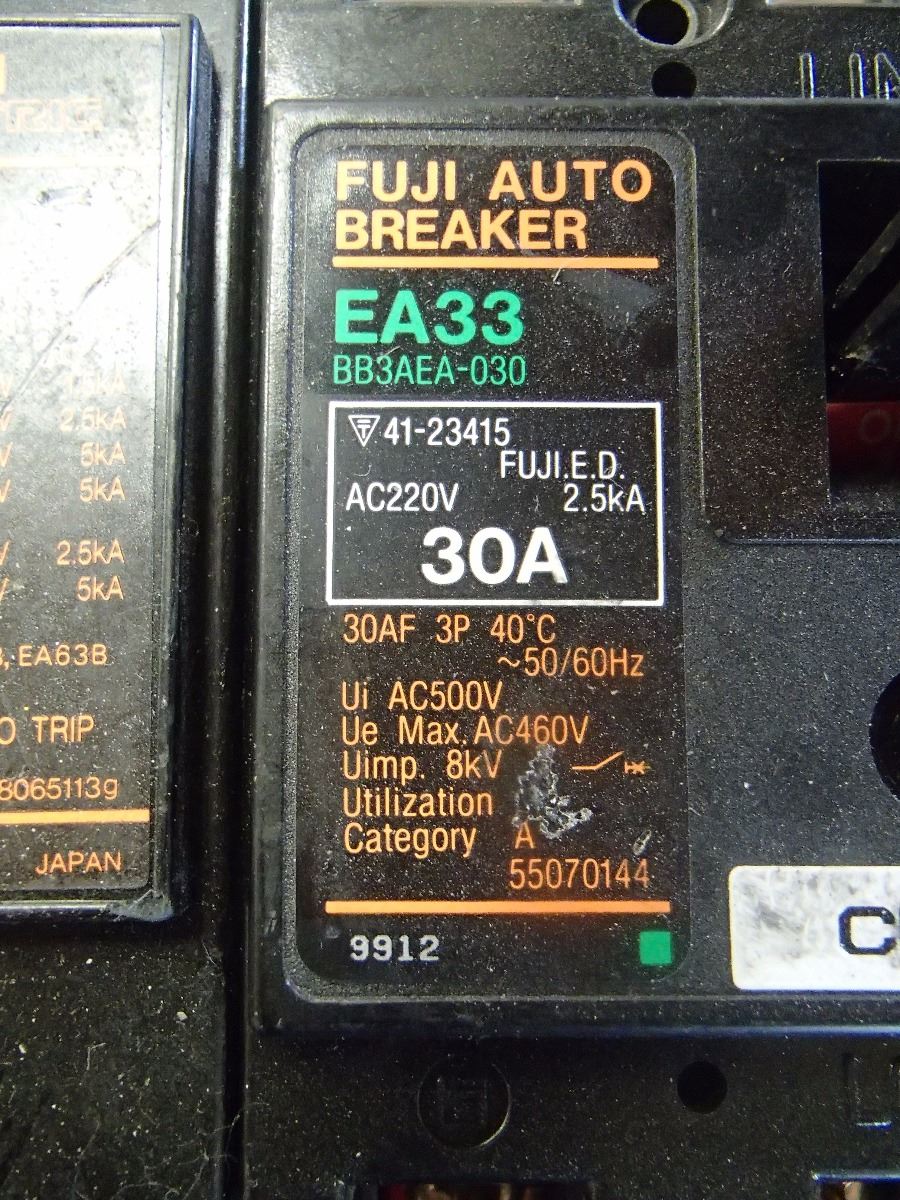 2.5kA
5kA
5kA
2.5kA
5kA
EA63B
TRIP
8065113g
JAPAN
FUJI AUTO
BREAKER
EA33
BB3AEA-030
41-23415
FUJI.E.D.
AC220V 2.5kA
30A
30AF 3P 40°C
~50/60Hz
Ui AC500V
Ue Max. AC460V
Uimp. 8kV
Utilization
Category A
55070144
9912